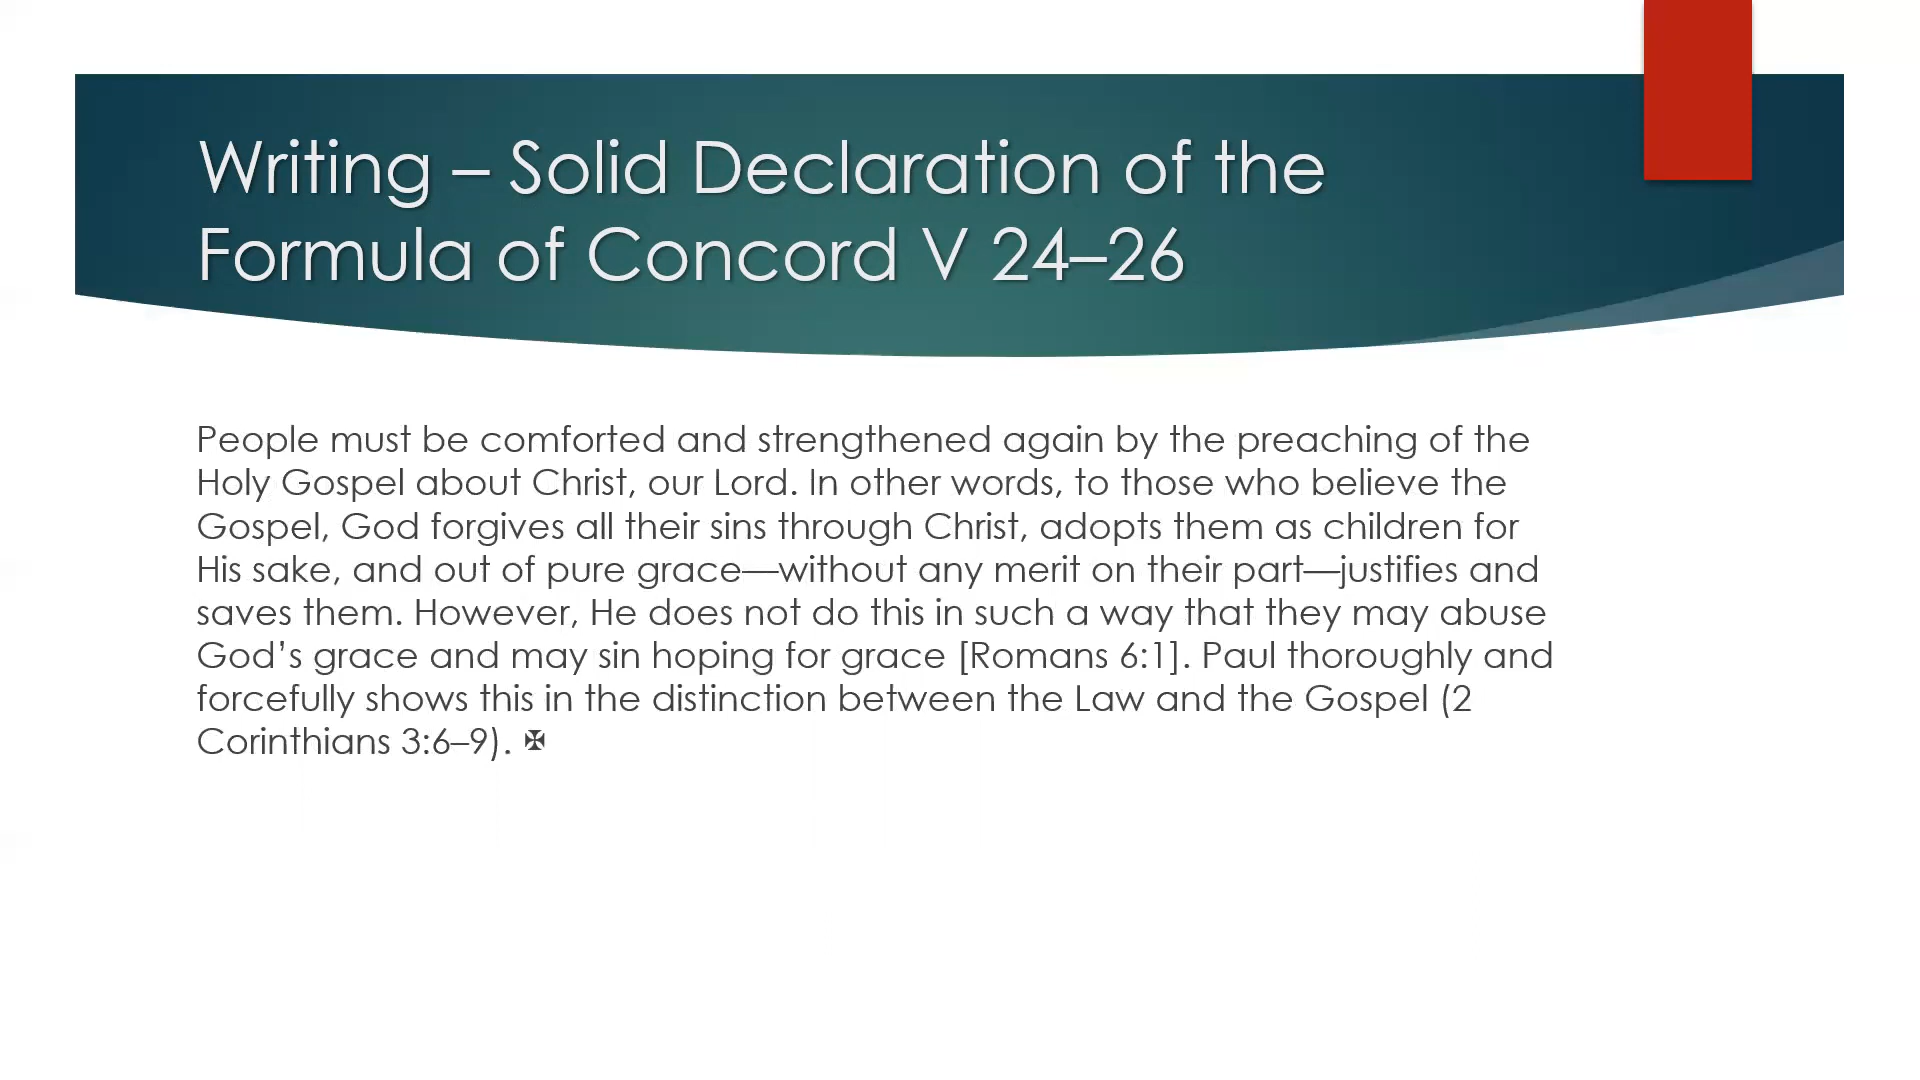 Writing – Solid Declaration of the
Formula of Concord V 24–26
People must be comforted and strengthened again by the preaching of the
Holy Gospel about Christ, our Lord. In other words, to those who believe the
Gospel, God forgives all their sins through Christ, adopts them as children for
His sake, and out of pure grace—without any merit on their part—justifies and
saves them. However, He does not do this in such a way that they may abuse
God’s grace and may sin hoping for grace [Romans 6:1]. Paul thoroughly and
forcefully shows this in the distinction between the Law and the Gospel (2
Corinthians 3:6–9). ✠